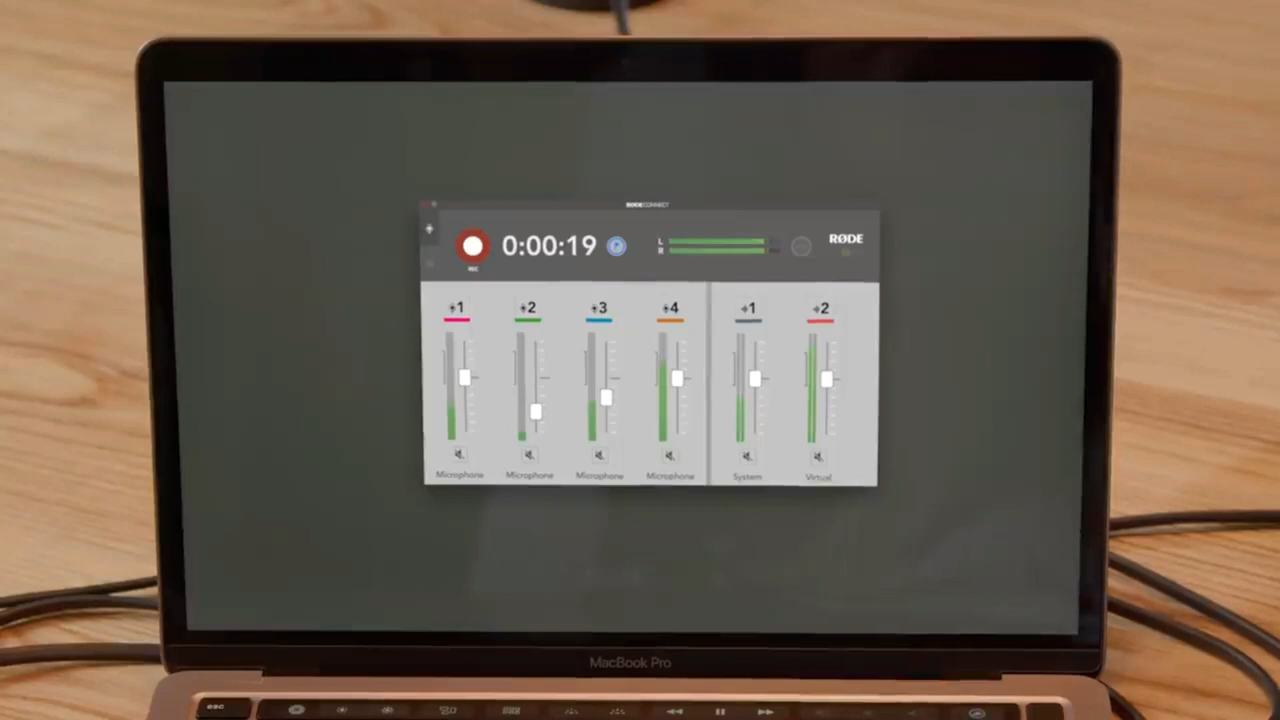 RØDECONNECT
0:00:19
L
R
RØDE
REC
1 2 3 4 1 2
Microphone Microphone Microphone Microphone System Virtual
MacBook Pro
esc